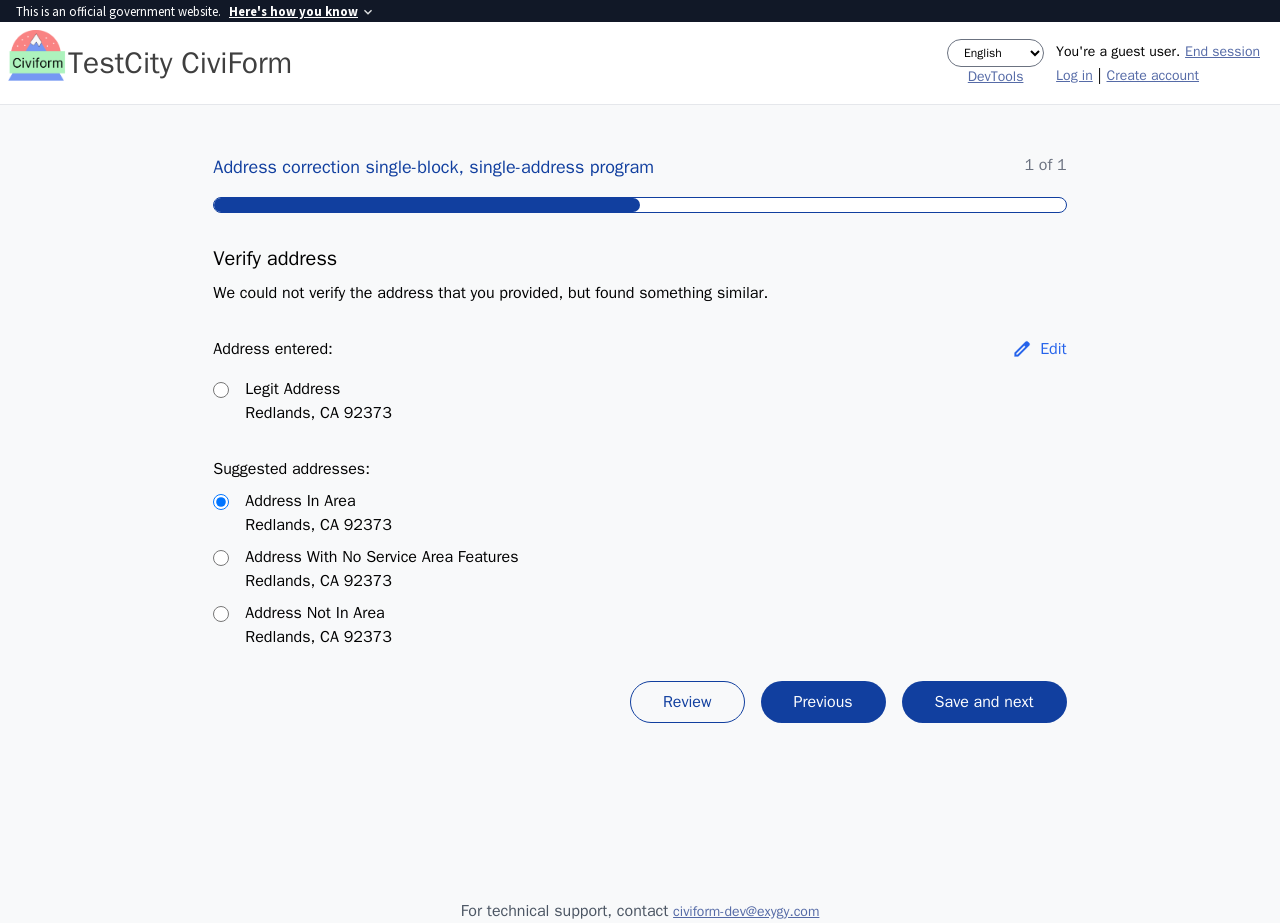 This is an official government website. Here's how you know
Civiform
TestCity CiviForm
English
DevTools
You're a guest user. End session
Log in | Create account
Address correction single-block, single-address program
1 of 1
Verify address
We could not verify the address that you provided, but found something similar.
Address entered:
Edit
Legit Address
Redlands, CA 92373
Suggested addresses:
Address In Area
Redlands, CA 92373
Address With No Service Area Features
Redlands, CA 92373
Address Not In Area
Redlands, CA 92373
Review
Previous
Save and next
For technical support, contact civiform-dev@exygy.com